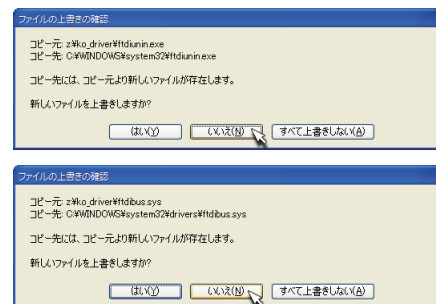 ファイルの上書きの確認
コピー元: z¥ko_driver¥ftdiunin.exe
コピー先: C:¥WINDOWS¥system32¥ftdiunin.exe
コピー先には、コピー元より新しいファイルが存在します。
新しいファイルを上書きしますか?
はい(Y) いいえ(N) すべて上書きしない(A)
ファイルの上書きの確認
コピー元: z¥ko_driver¥ftdibus.sys
コピー先: C:¥WINDOWS¥system32¥drivers¥ftdibus.sys
コピー先には、コピー元より新しいファイルが存在します。
新しいファイルを上書きしますか?
はい(Y) いいえ(N) すべて上書きしない(A)